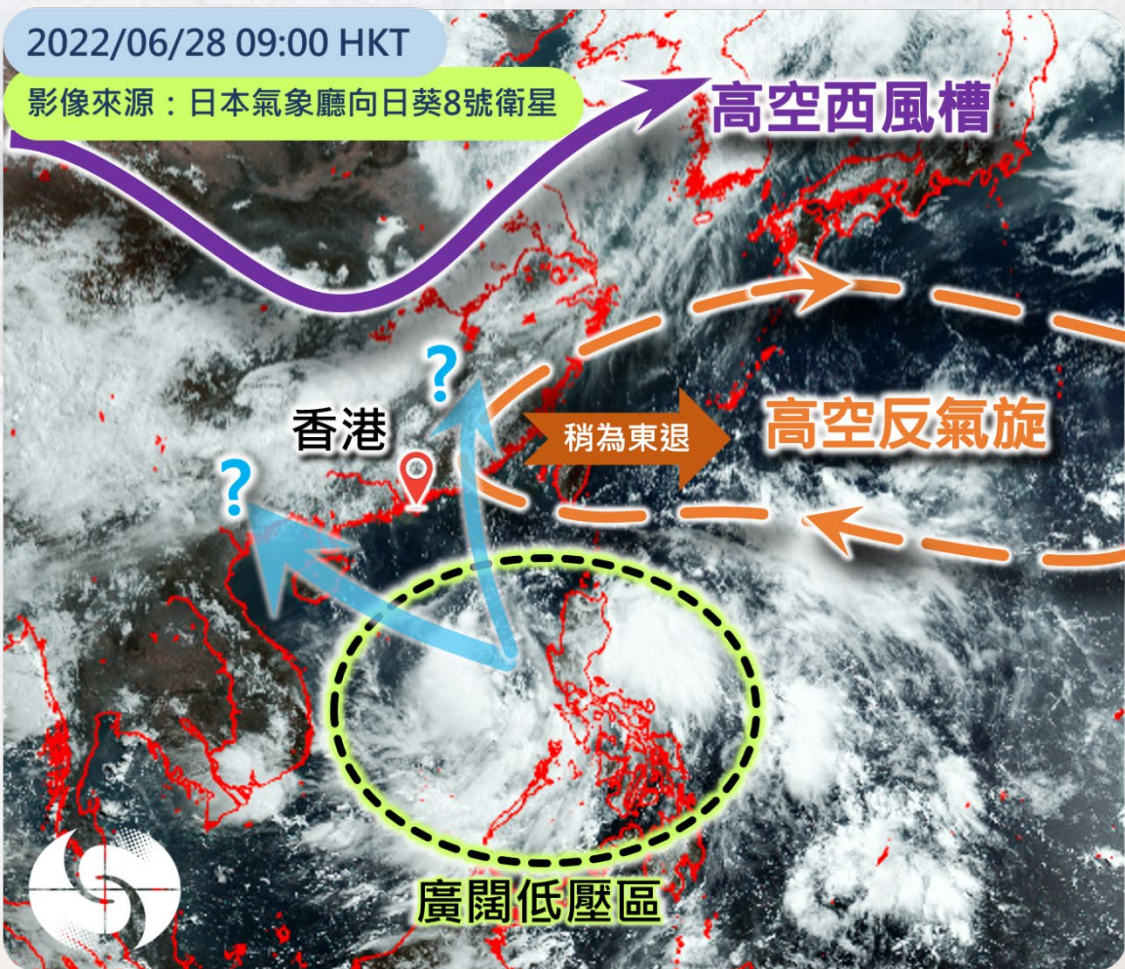 2022/06/28 09:00 HKT
影像來源：日本氣象廳向日葵8號衛星
高空西風槽
?
香港
稍為東退
高空反氣旋
?
廣闊低壓區